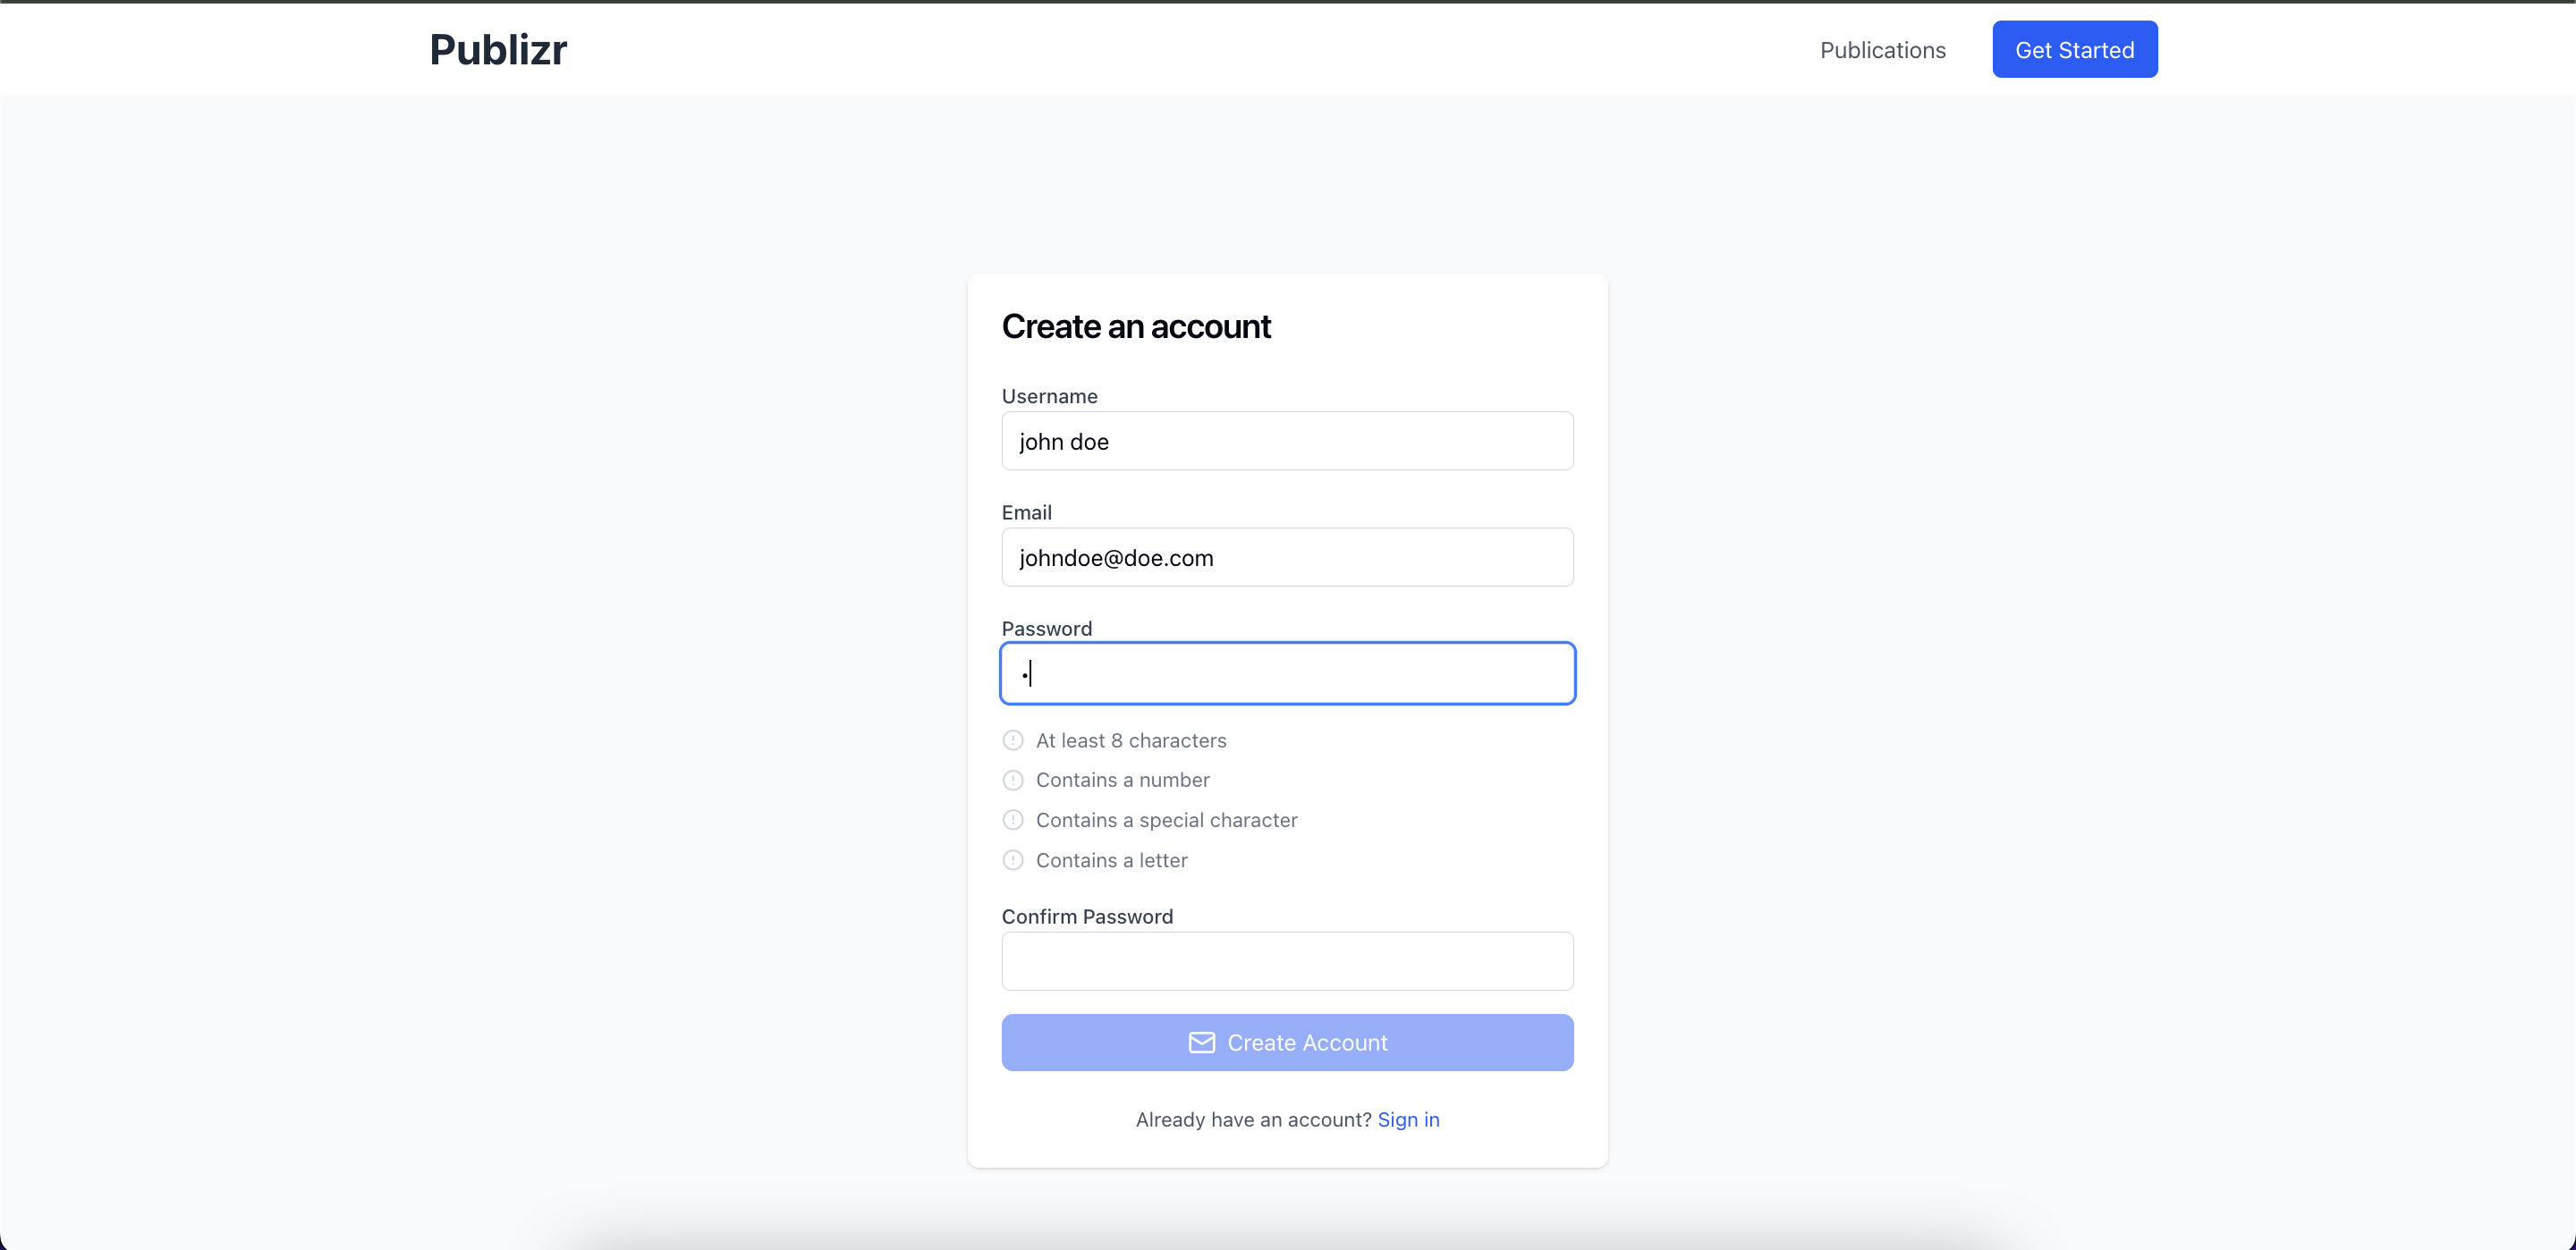 Publizr
Publications
Get Started
Create an account
Username
john doe
Email
johndoe@doe.com
Password
•
At least 8 characters
Contains a number
Contains a special character
Contains a letter
Confirm Password
Create Account
Already have an account? Sign in